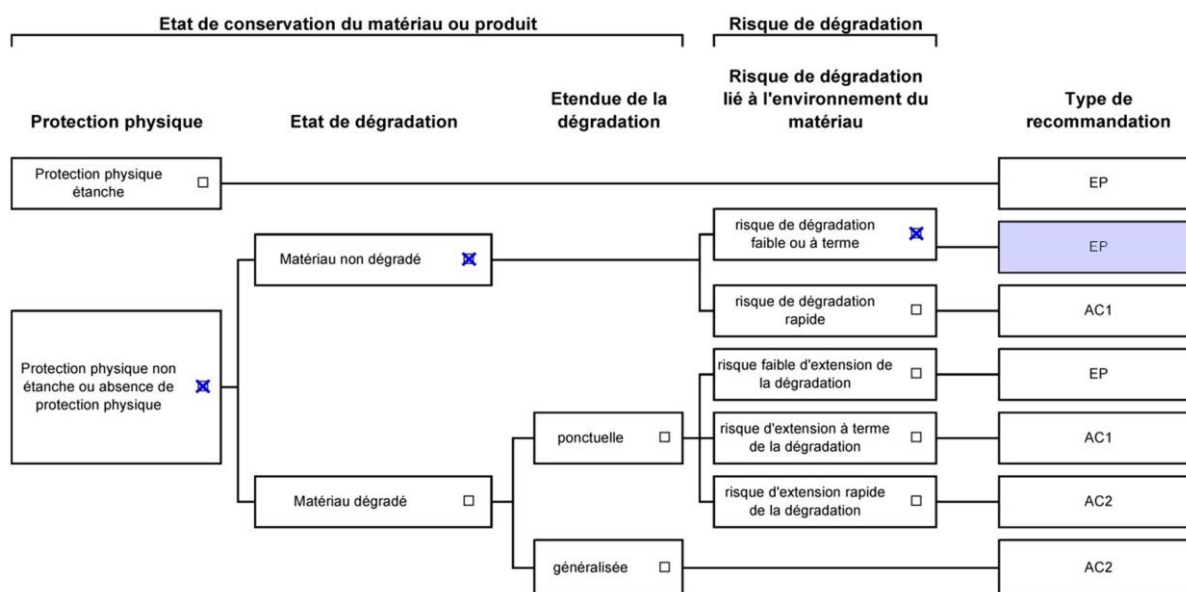 Etat de conservation du matériau ou produit
Risque de dégradation
Protection physique
Etat de dégradation
Etendue de la
dégradation
Risque de dégradation
lié à l'environnement du
matériau
Type de
recommandation
Protection physique
étanche
EP
risque de dégradation
faible ou à terme
EP
Matériau non dégradé
risque de dégradation
rapide
AC1
Protection physique non
étanche ou absence de
protection physique
risque faible d'extension de
la dégradation
EP
ponctuelle
risque d'extension à terme
de la dégradation
AC1
Matériau dégradé
risque d'extension rapide
de la dégradation
AC2
généralisée
AC2